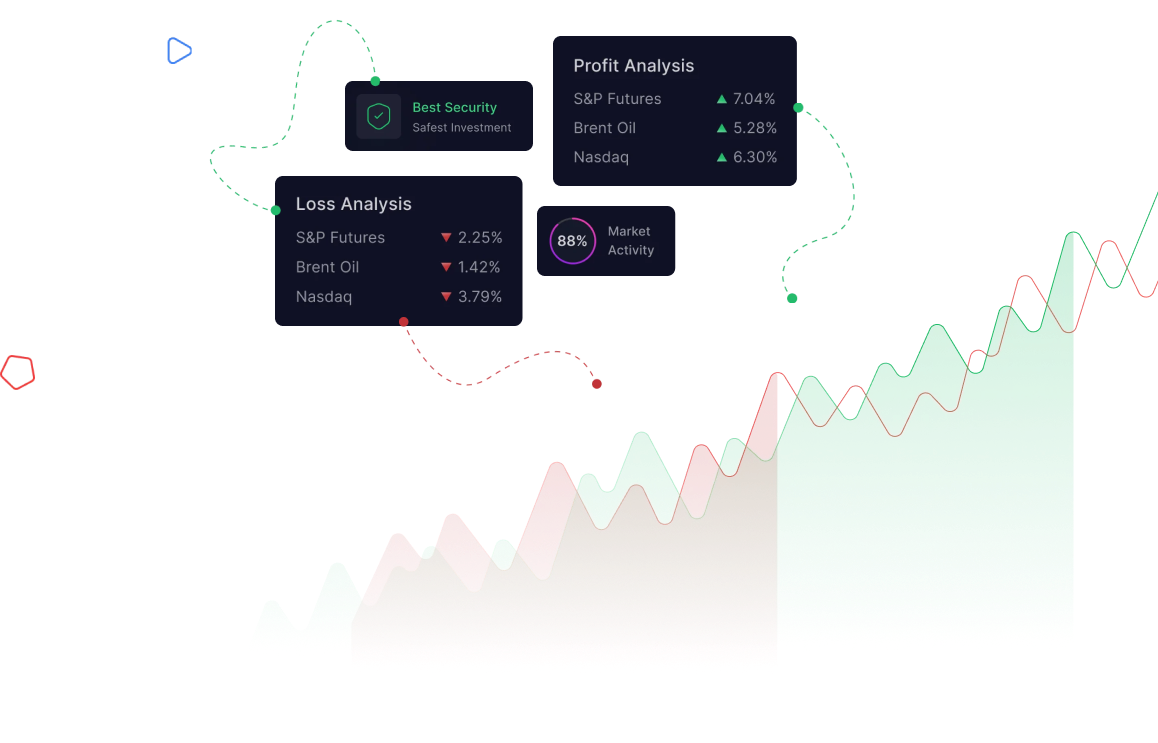 Best Security
Safest Investment
Profit Analysis
S&P Futures ▲ 7.04%
Brent Oil ▲ 5.28%
Nasdaq ▲ 6.30%
Loss Analysis
S&P Futures ▼ 2.25%
Brent Oil ▼ 1.42%
Nasdaq ▼ 3.79%
88%
Market
Activity